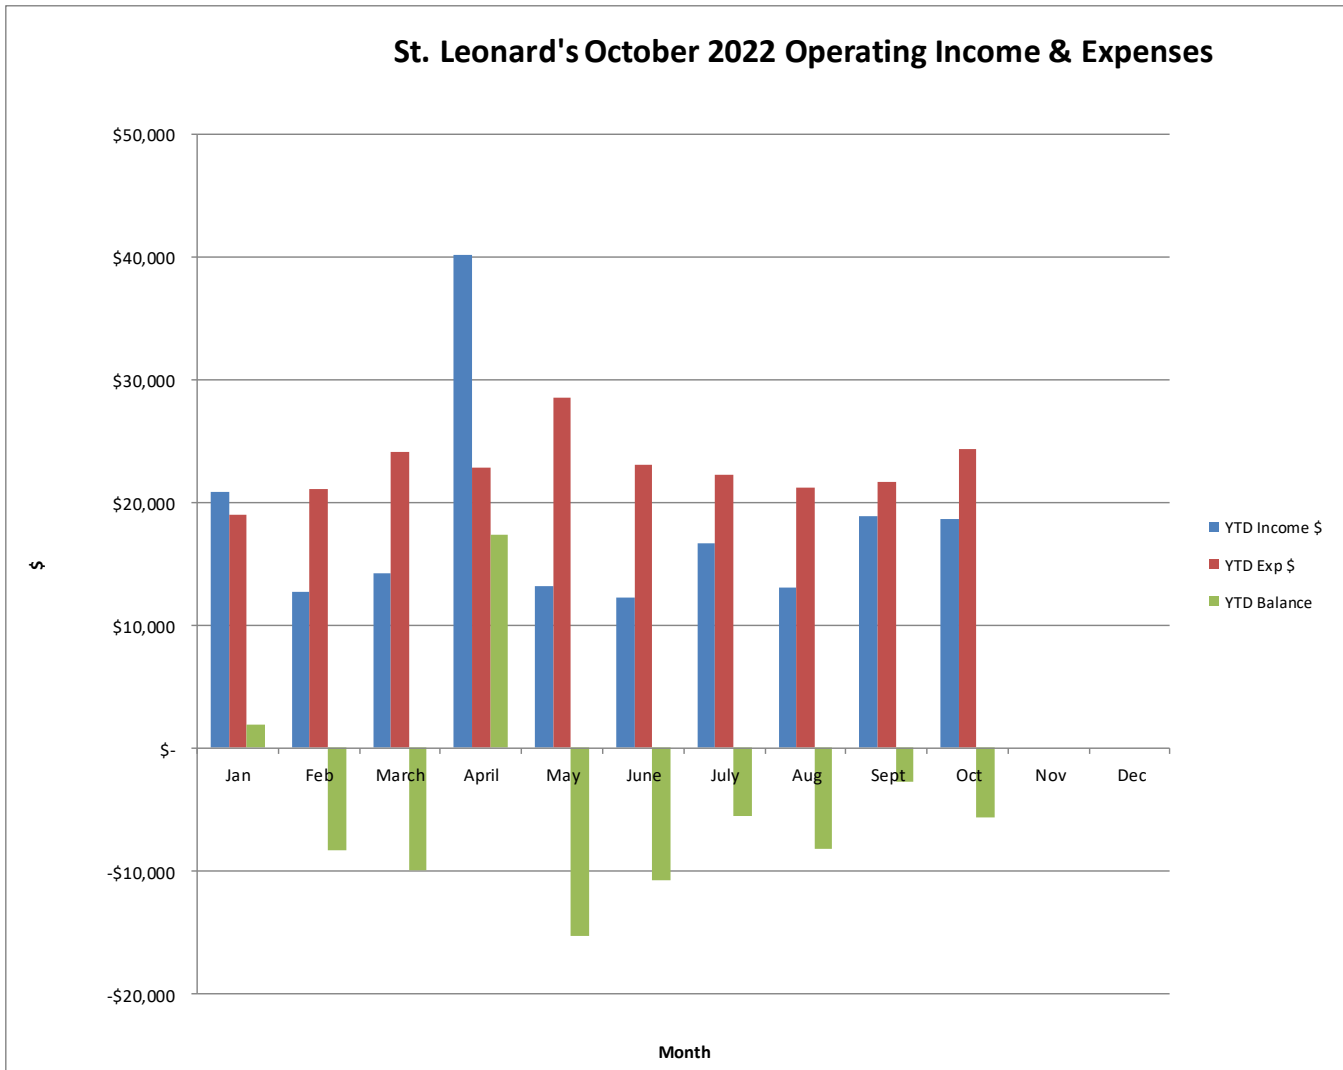 St. Leonard's October 2022 Operating Income & Expenses
$50,000
$40,000
$30,000
$20,000
$10,000
$-
-$10,000
-$20,000
$
Jan Feb March April May June July Aug Sept Oct Nov Dec
Month
YTD Income $
YTD Exp $
YTD Balance